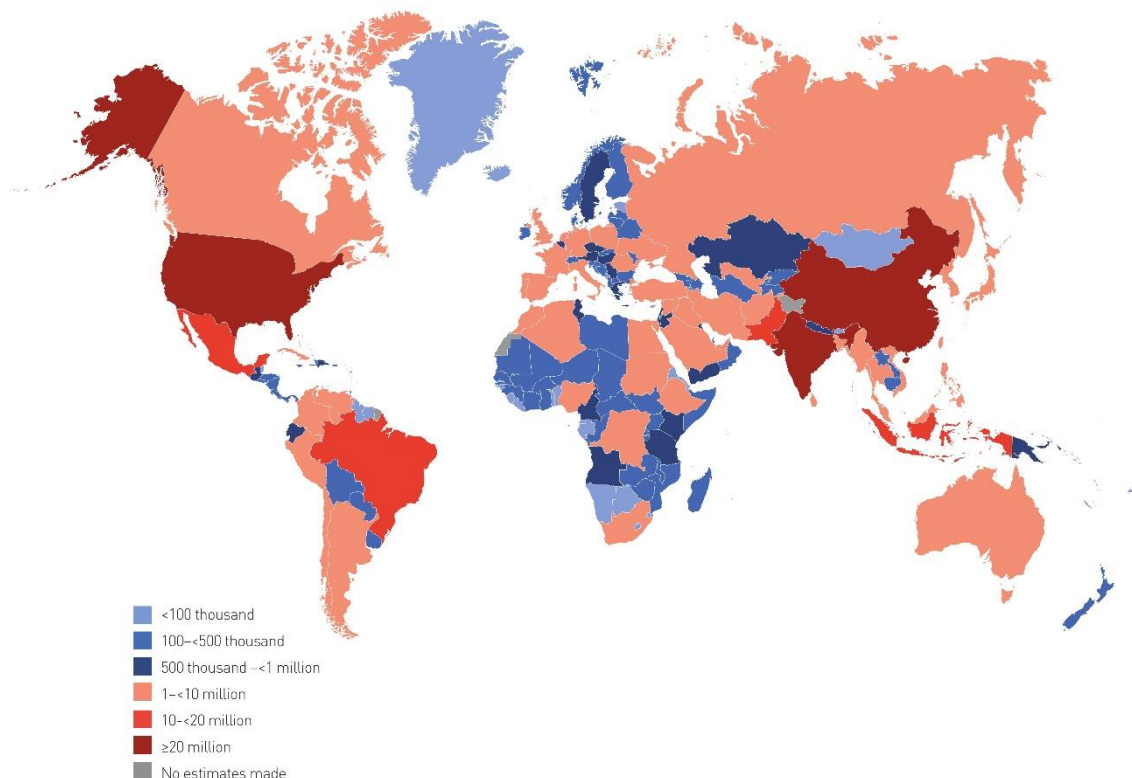 <100 thousand
100–<500 thousand
500 thousand –<1 million
1–<10 million
10-<20 million
≥20 million
No estimates made